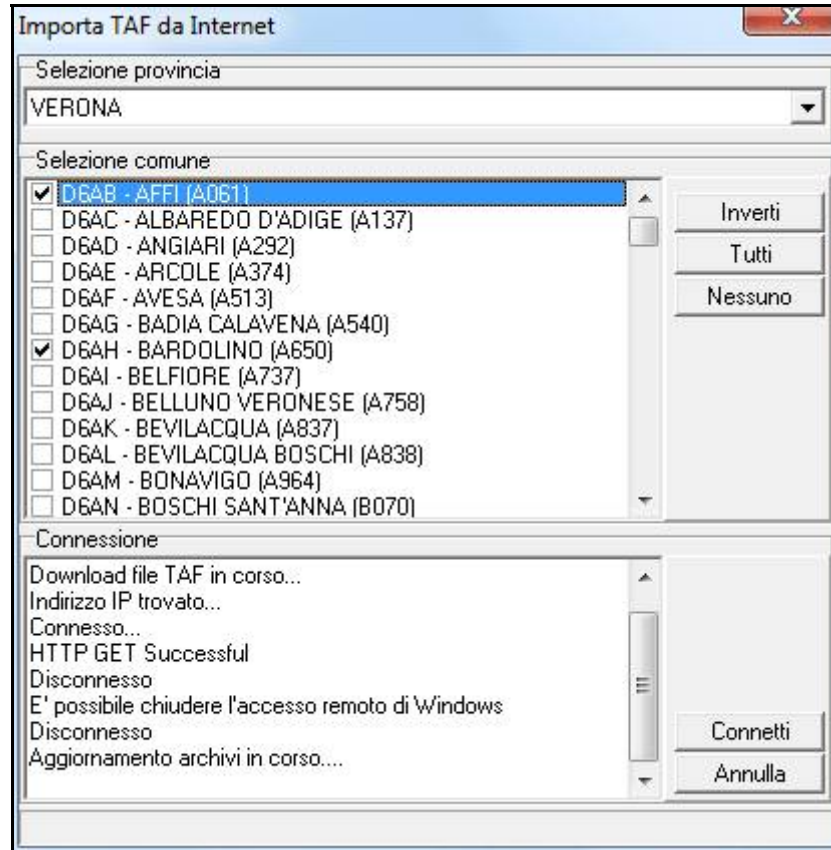 Importa TAF da Internet
Selezione provincia
VERONA
Selezione comune
D6AB - AFFI (A061)
D6AC - ALBAREDO D'ADIGE (A137)
D6AD - ANGIARI (A292)
D6AE - ARCOLE (A374)
D6AF - AVESA (A513)
D6AG - BADIA CALAVENA (A540)
D6AH - BARDOLINO (A650)
D6AI - BELFIORE (A737)
D6AJ - BELLUNO VERONESE (A758)
D6AK - BEVILACQUA (A837)
D6AL - BEVILACQUA BOSCHI (A838)
D6AM - BONAVIGO (A964)
D6AN - BOSCHI SANT'ANNA (B070)
Inverti
Tutti
Nessuno
Connessione
Download file TAF in corso...
Indirizzo IP trovato...
Connesso...
HTTP GET Successful
Disconnesso
E' possibile chiudere l'accesso remoto di Windows
Disconnesso
Aggiornamento archivi in corso....
Connetti
Annulla